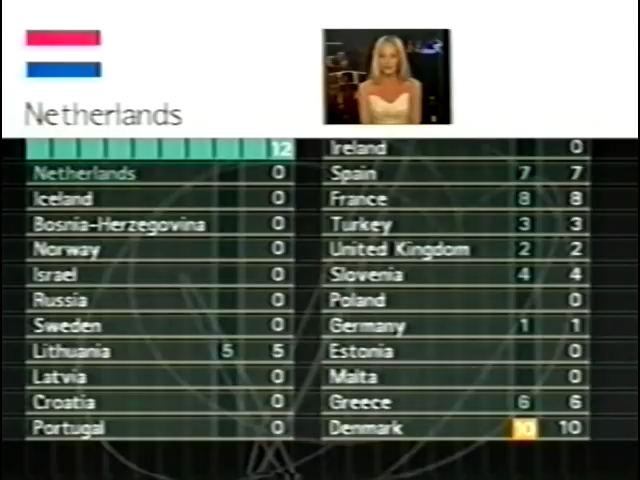 Netherlands
12
Netherlands 0
Iceland 0
Bosnia-Herzegovina 0
Norway 0
Israel 0
Russia 0
Sweden 0
Lithuania 5 5
Latvia 0
Croatia 0
Portugal 0
Ireland 0
Spain 7 7
France 8 8
Turkey 3 3
United Kingdom 2 2
Slovenia 4 4
Poland 0
Germany 1 1
Estonia 0
Malta 0
Greece 6 6
Denmark 10 10